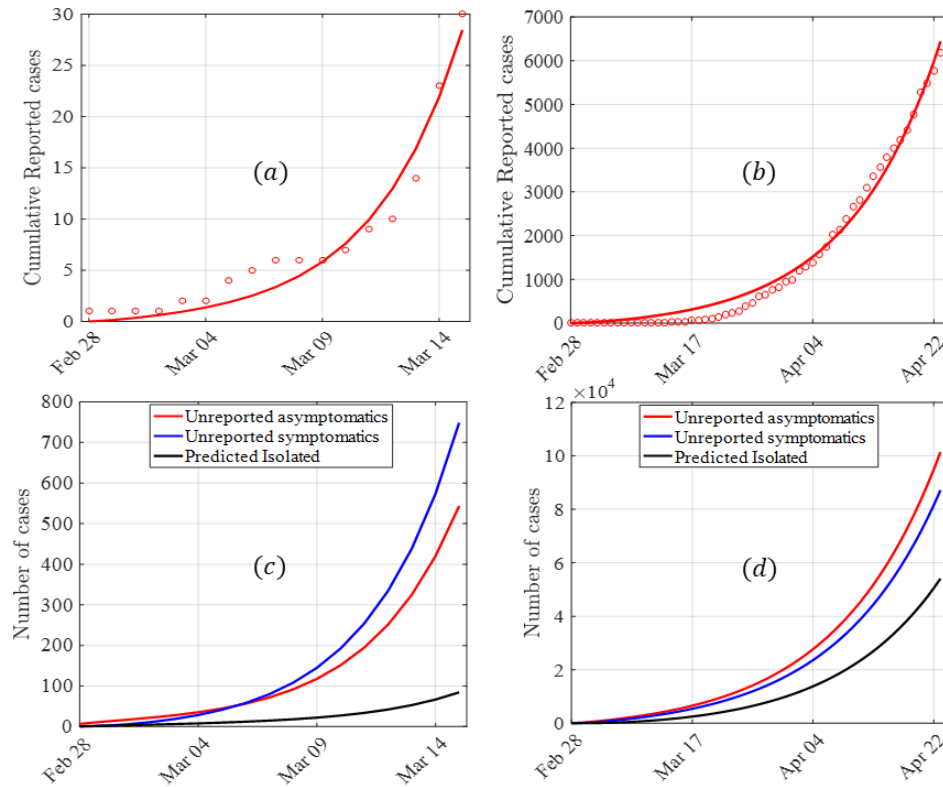 Cumulative Reported cases
30
25
20
15
10
5
0
(a)
Feb 28
Mar 04
Mar 09
Mar 14
Cumulative Reported cases
7000
6000
5000
4000
3000
2000
1000
0
(b)
Feb 28
Mar 17
Apr 04
Apr 22
Number of cases
800
700
600
500
400
300
200
100
0
Unreported asymptomatics
Unreported symptomatics
Predicted Isolated
(c)
Feb 28
Mar 04
Mar 09
Mar 14
Number of cases
×10⁴
12
10
8
6
4
2
0
Unreported asymptomatics
Unreported symptomatics
Predicted Isolated
(d)
Feb 28
Mar 17
Apr 04
Apr 22